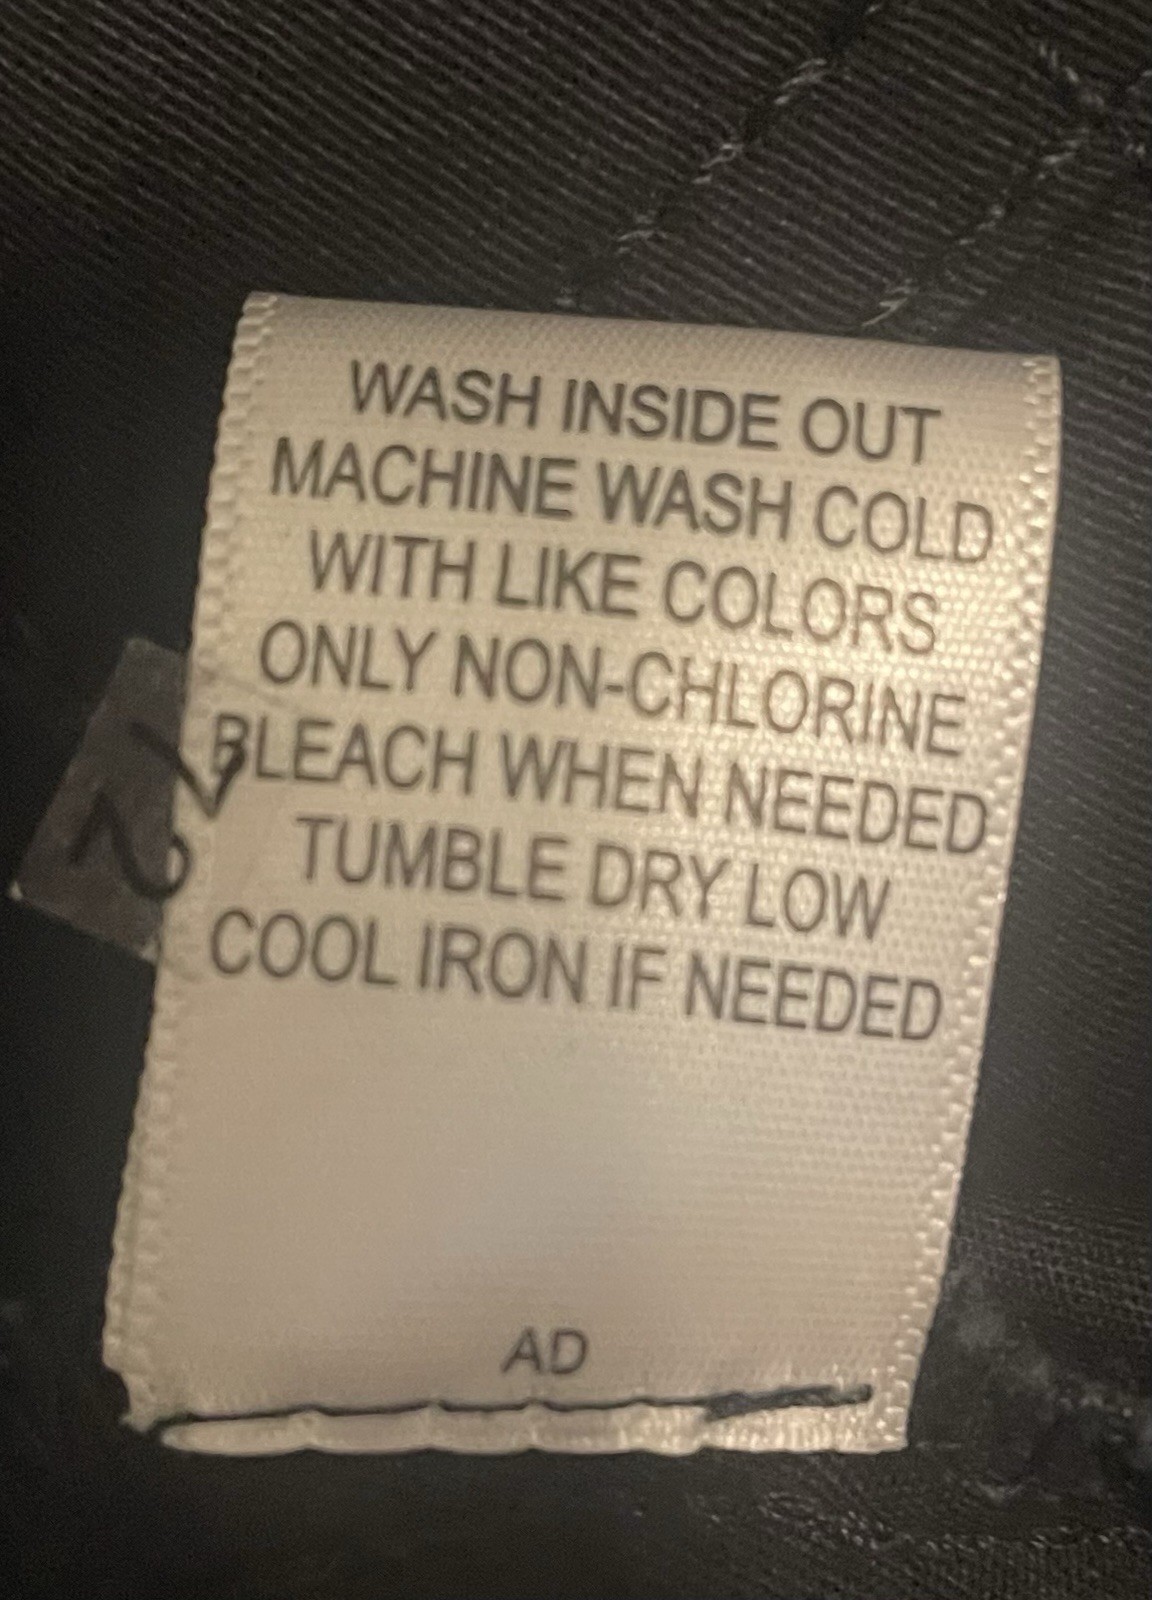 WASH INSIDE OUT
MACHINE WASH COLD
WITH LIKE COLORS
ONLY NON-CHLORINE
BLEACH WHEN NEEDED
TUMBLE DRY LOW
COOL IRON IF NEEDED
AD